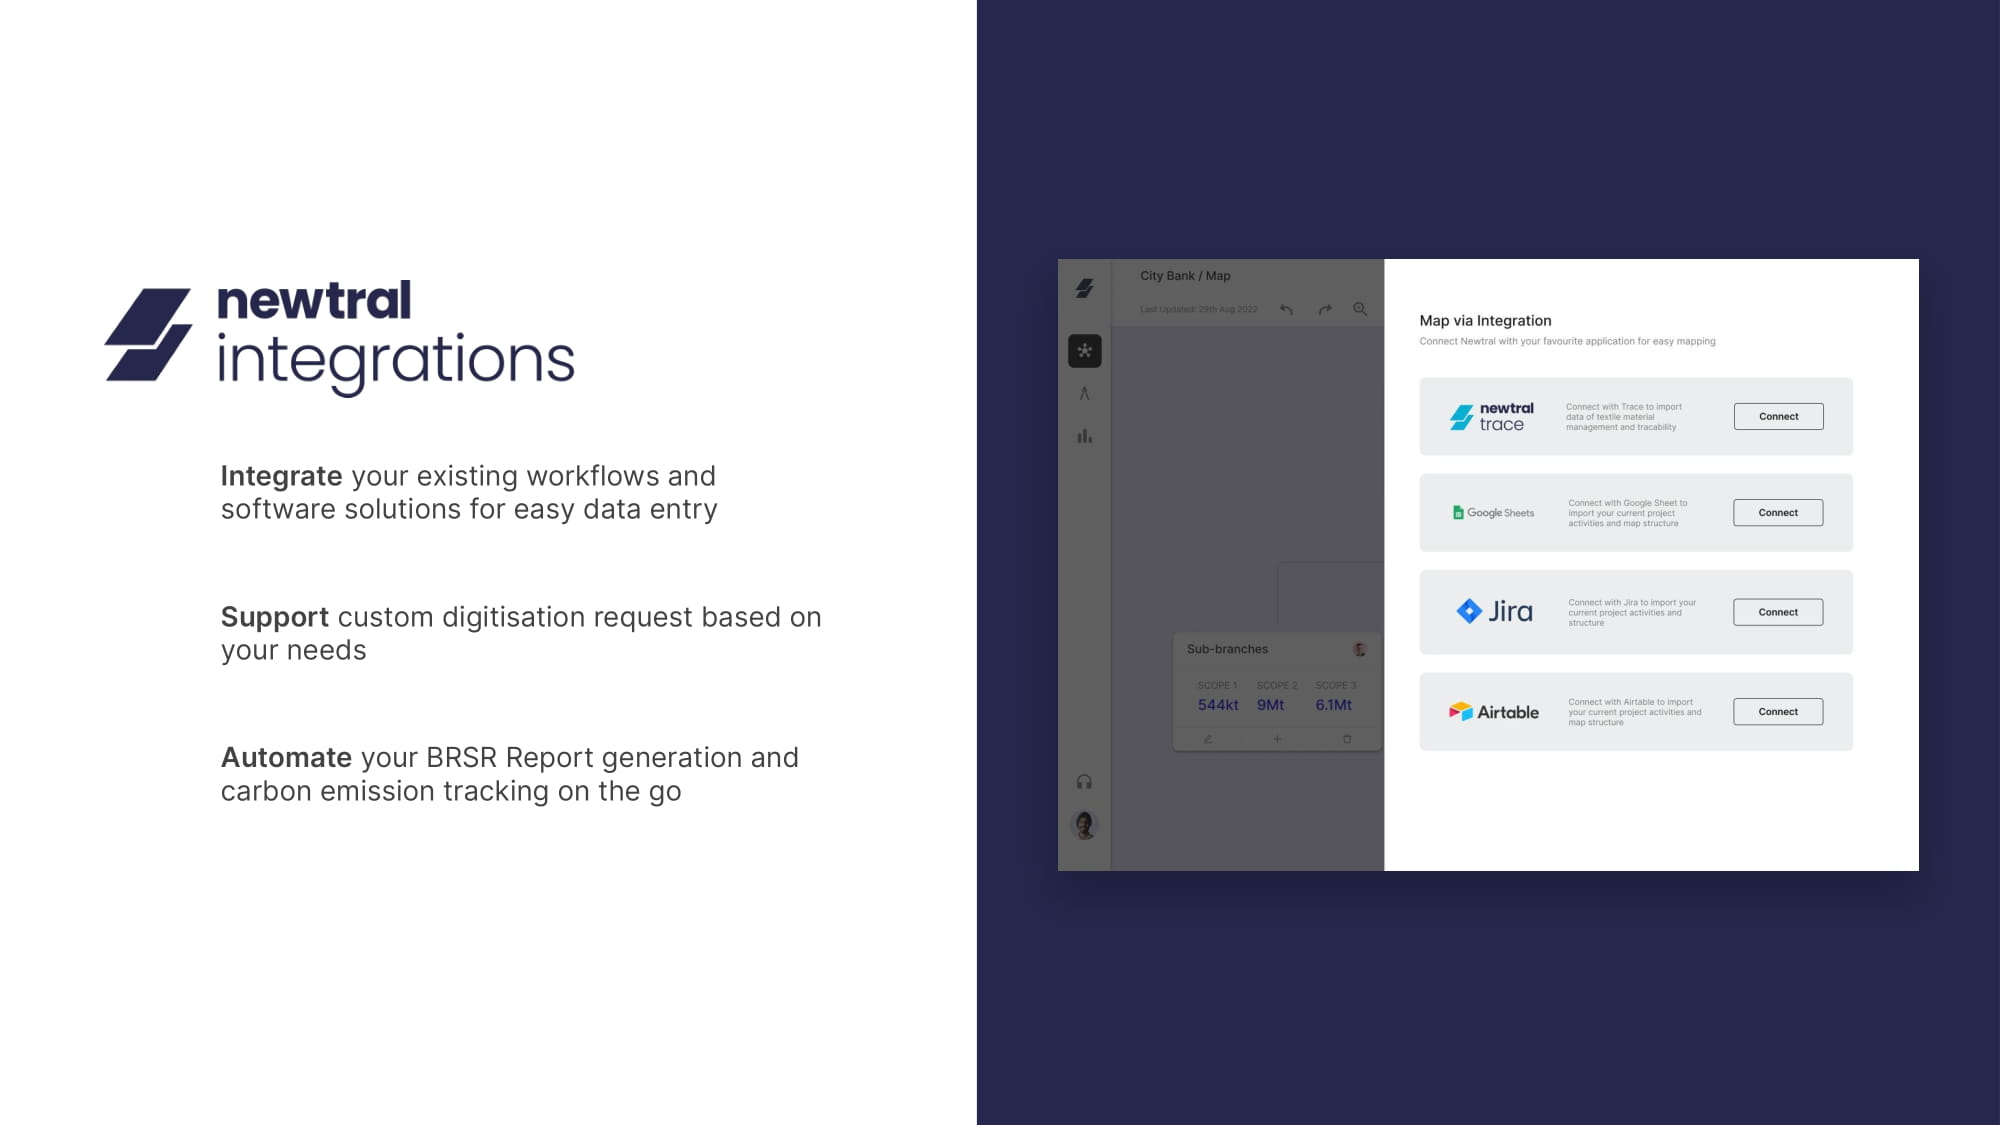 newtral
integrations
Integrate your existing workflows and
software solutions for easy data entry
Support custom digitisation request based on
your needs
Automate your BRSR Report generation and
carbon emission tracking on the go
City Bank / Map
Last Updated: 29th Aug 2022
Sub-branches
SCOPE 1 SCOPE 2 SCOPE 3
544kt 9Mt 6.1Mt
Map via Integration
Connect Newtral with your favourite application for easy mapping
newtral
trace
Connect with Trace to import
data of textile material
management and tracability
Connect
Google Sheets
Connect with Google Sheet to
import your current project
activities and map structure
Connect
Jira
Connect with Jira to import your
current project activities and
structure
Connect
Airtable
Connect with Airtable to import
your current project activities and
map structure
Connect